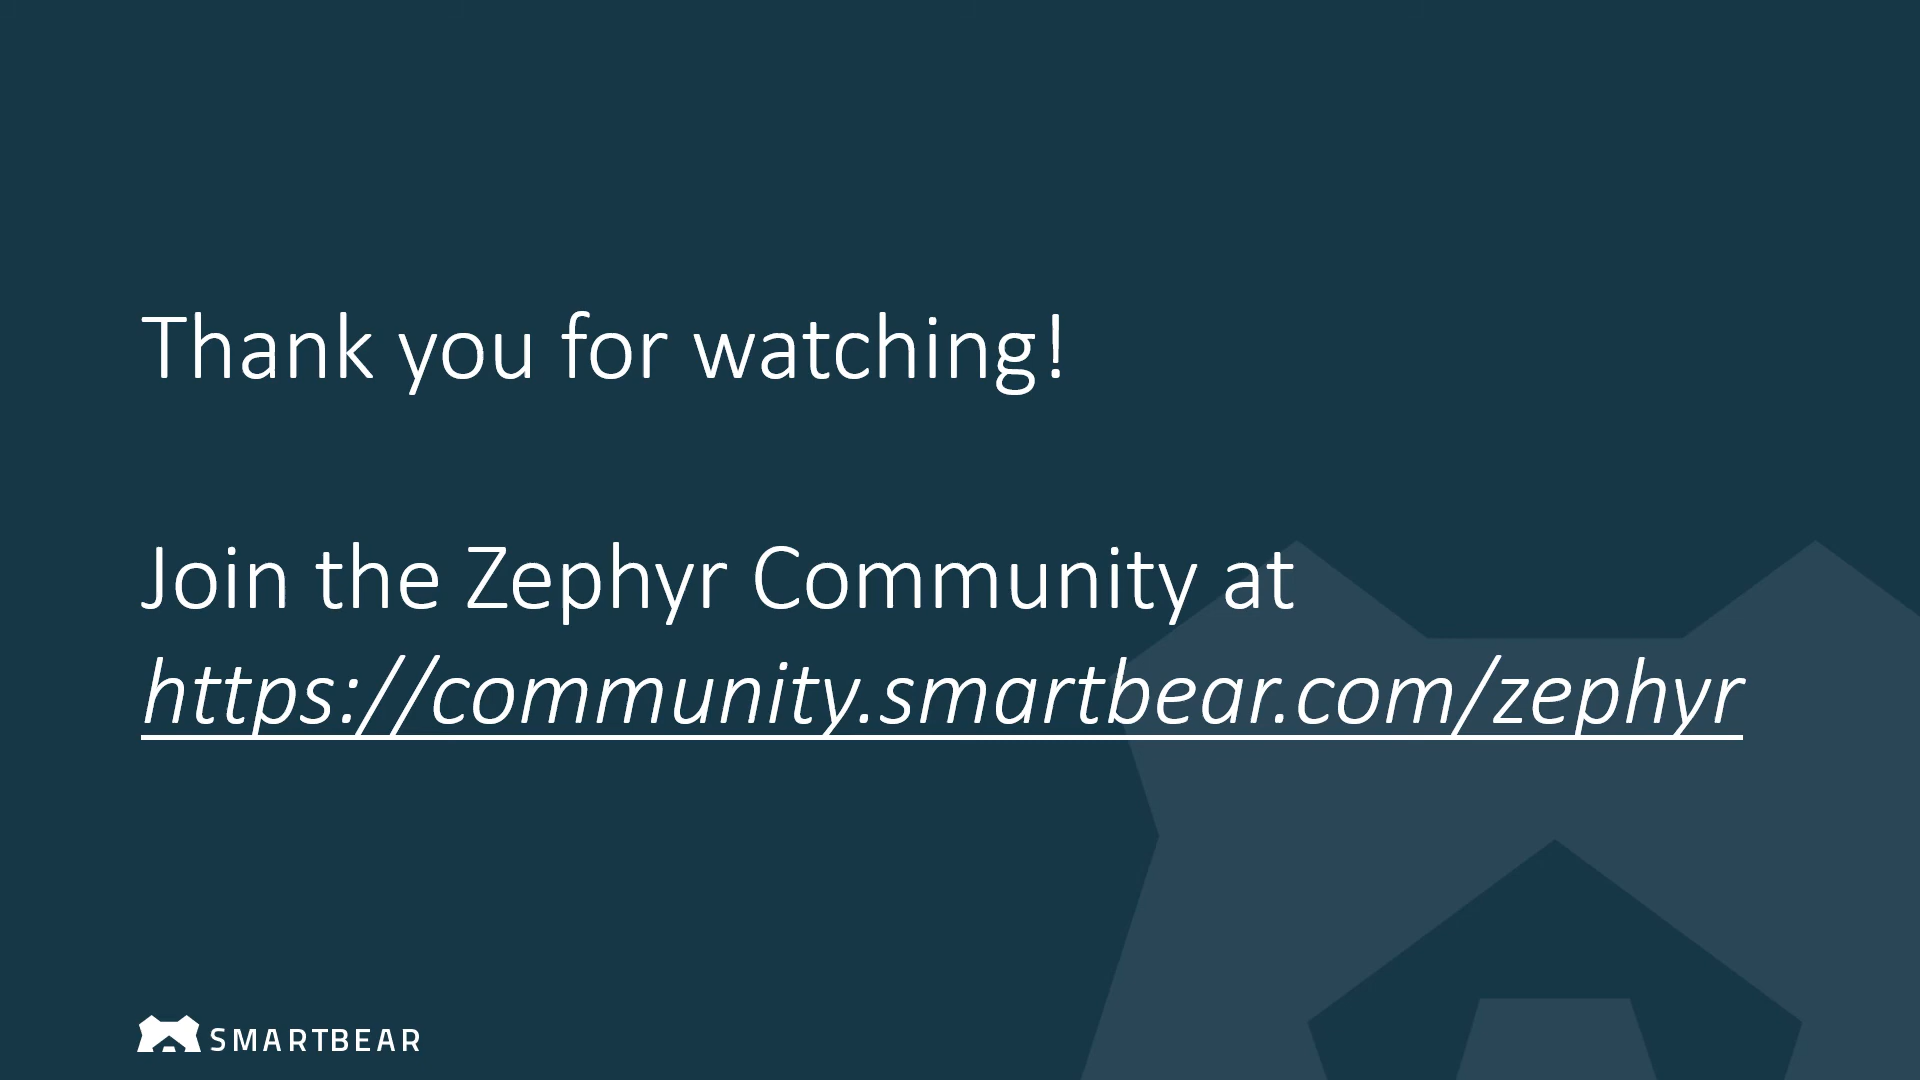 Thank you for watching!
Join the Zephyr Community at
https://community.smartbear.com/zephyr
SMARTBEAR